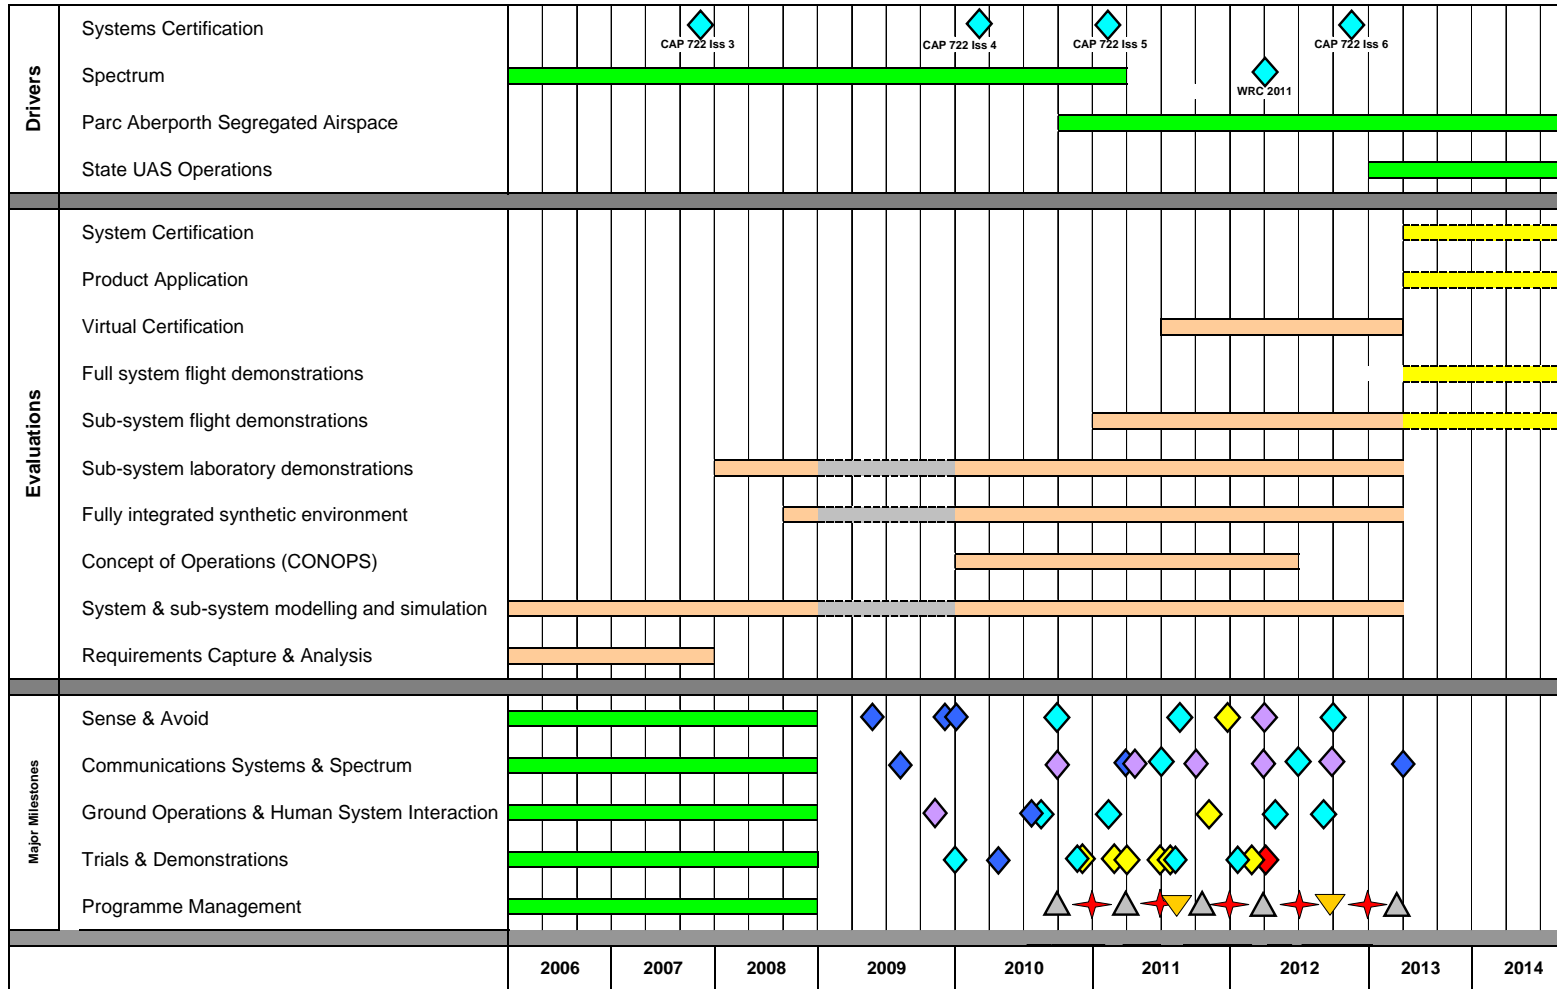 Drivers
Systems Certification
CAP 722 Iss 3
CAP 722 Iss 4
CAP 722 Iss 5
CAP 722 Iss 6
Spectrum
WRC 2011
Parc Aberporth Segregated Airspace
State UAS Operations
Evaluations
System Certification
Product Application
Virtual Certification
Full system flight demonstrations
Sub-system flight demonstrations
Sub-system laboratory demonstrations
Fully integrated synthetic environment
Concept of Operations (CONOPS)
System & sub-system modelling and simulation
Requirements Capture & Analysis
Major Milestones
Sense & Avoid
Communications Systems & Spectrum
Ground Operations & Human System Interaction
Trials & Demonstrations
Programme Management
2006 2007 2008 2009 2010 2011 2012 2013 2014